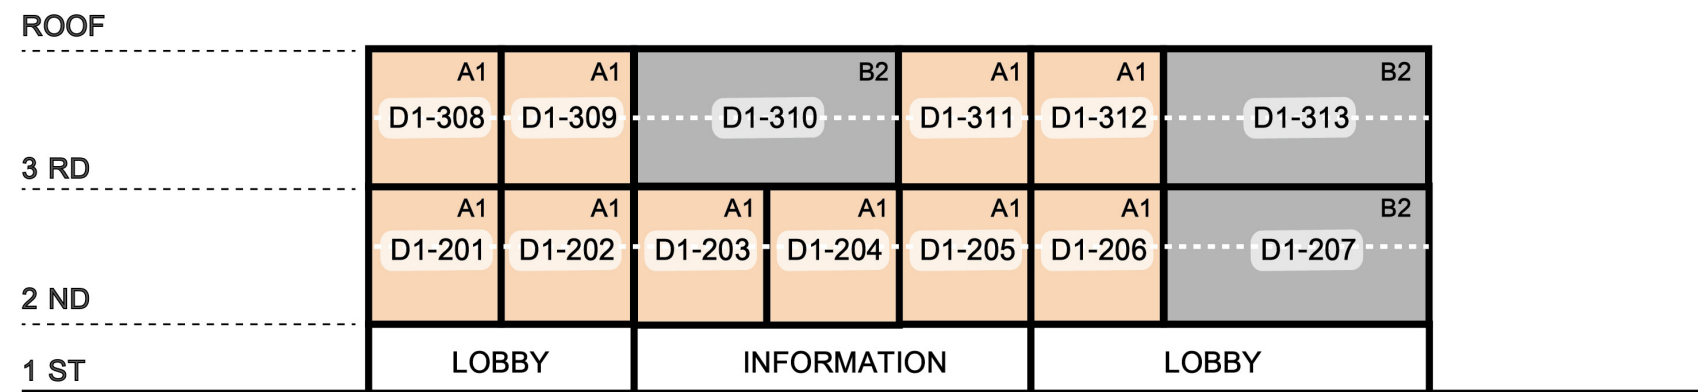 ROOF
A1 A1 B2 A1 A1 B2
D1-308 D1-309 D1-310 D1-311 D1-312 D1-313
3 RD
A1 A1 A1 A1 A1 A1 B2
D1-201 D1-202 D1-203 D1-204 D1-205 D1-206 D1-207
2 ND
1 ST LOBBY INFORMATION LOBBY